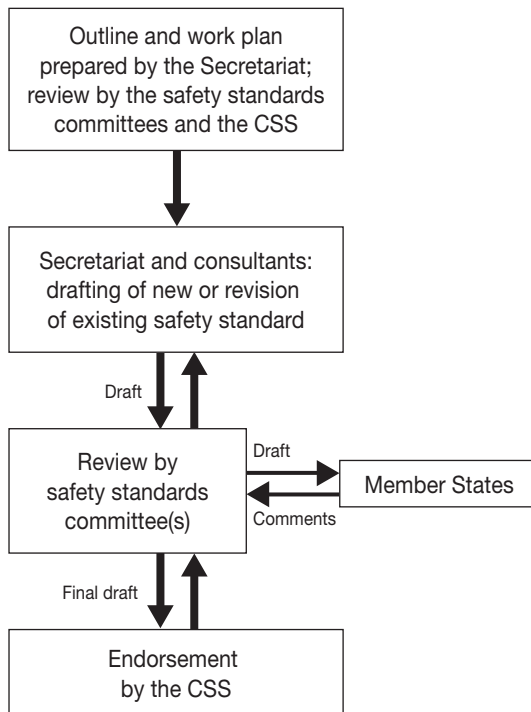 Outline and work plan
prepared by the Secretariat;
review by the safety standards
committees and the CSS
Secretariat and consultants:
drafting of new or revision
of existing safety standard
Draft
Review by
safety standards
committee(s)
Draft
Comments
Member States
Final draft
Endorsement
by the CSS